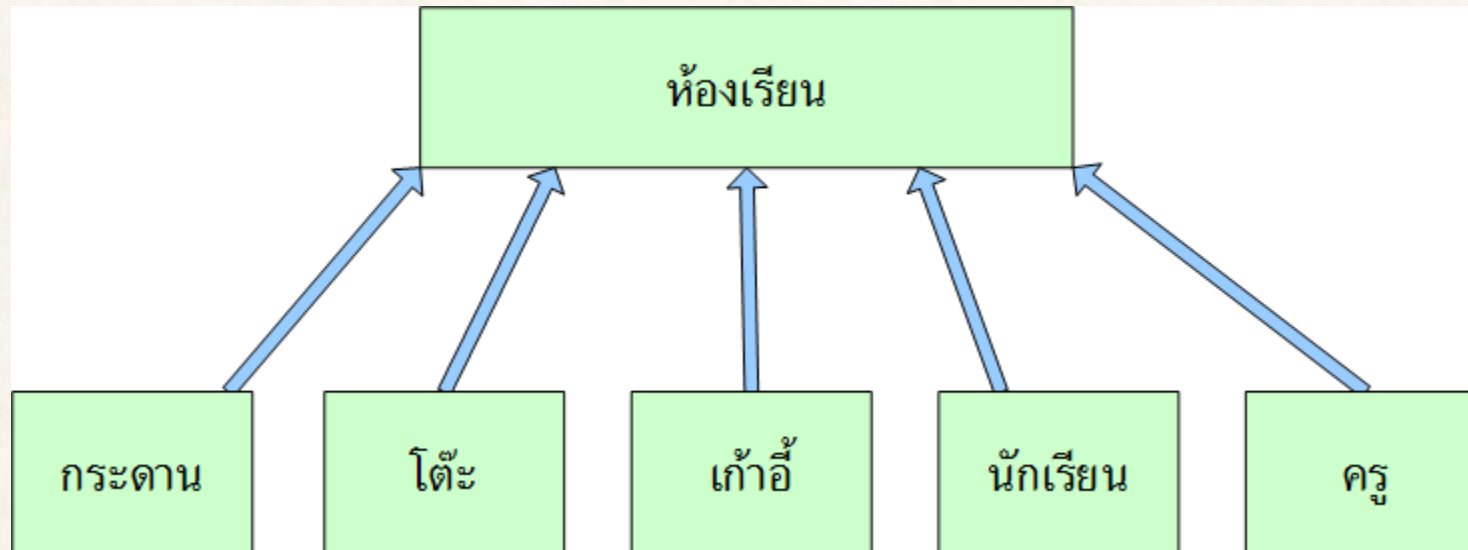 ห้องเรียน
กระดาน
โต๊ะ
เก้าอี้
นักเรียน
ครู